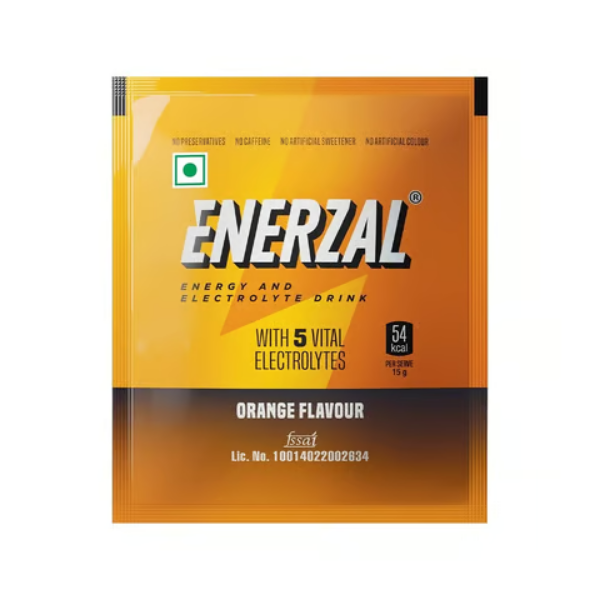 NO PRESERVATIVES NO CAFFEINE NO ARTIFICIAL SWEETENER NO ARTIFICIAL COLOUR
ENERZAL®
ENERGY AND
ELECTROLYTE DRINK
WITH 5 VITAL
ELECTROLYTES
54
kcal
PER SERVE
15 g
ORANGE FLAVOUR
fssai
Lic. No. 10014022002634